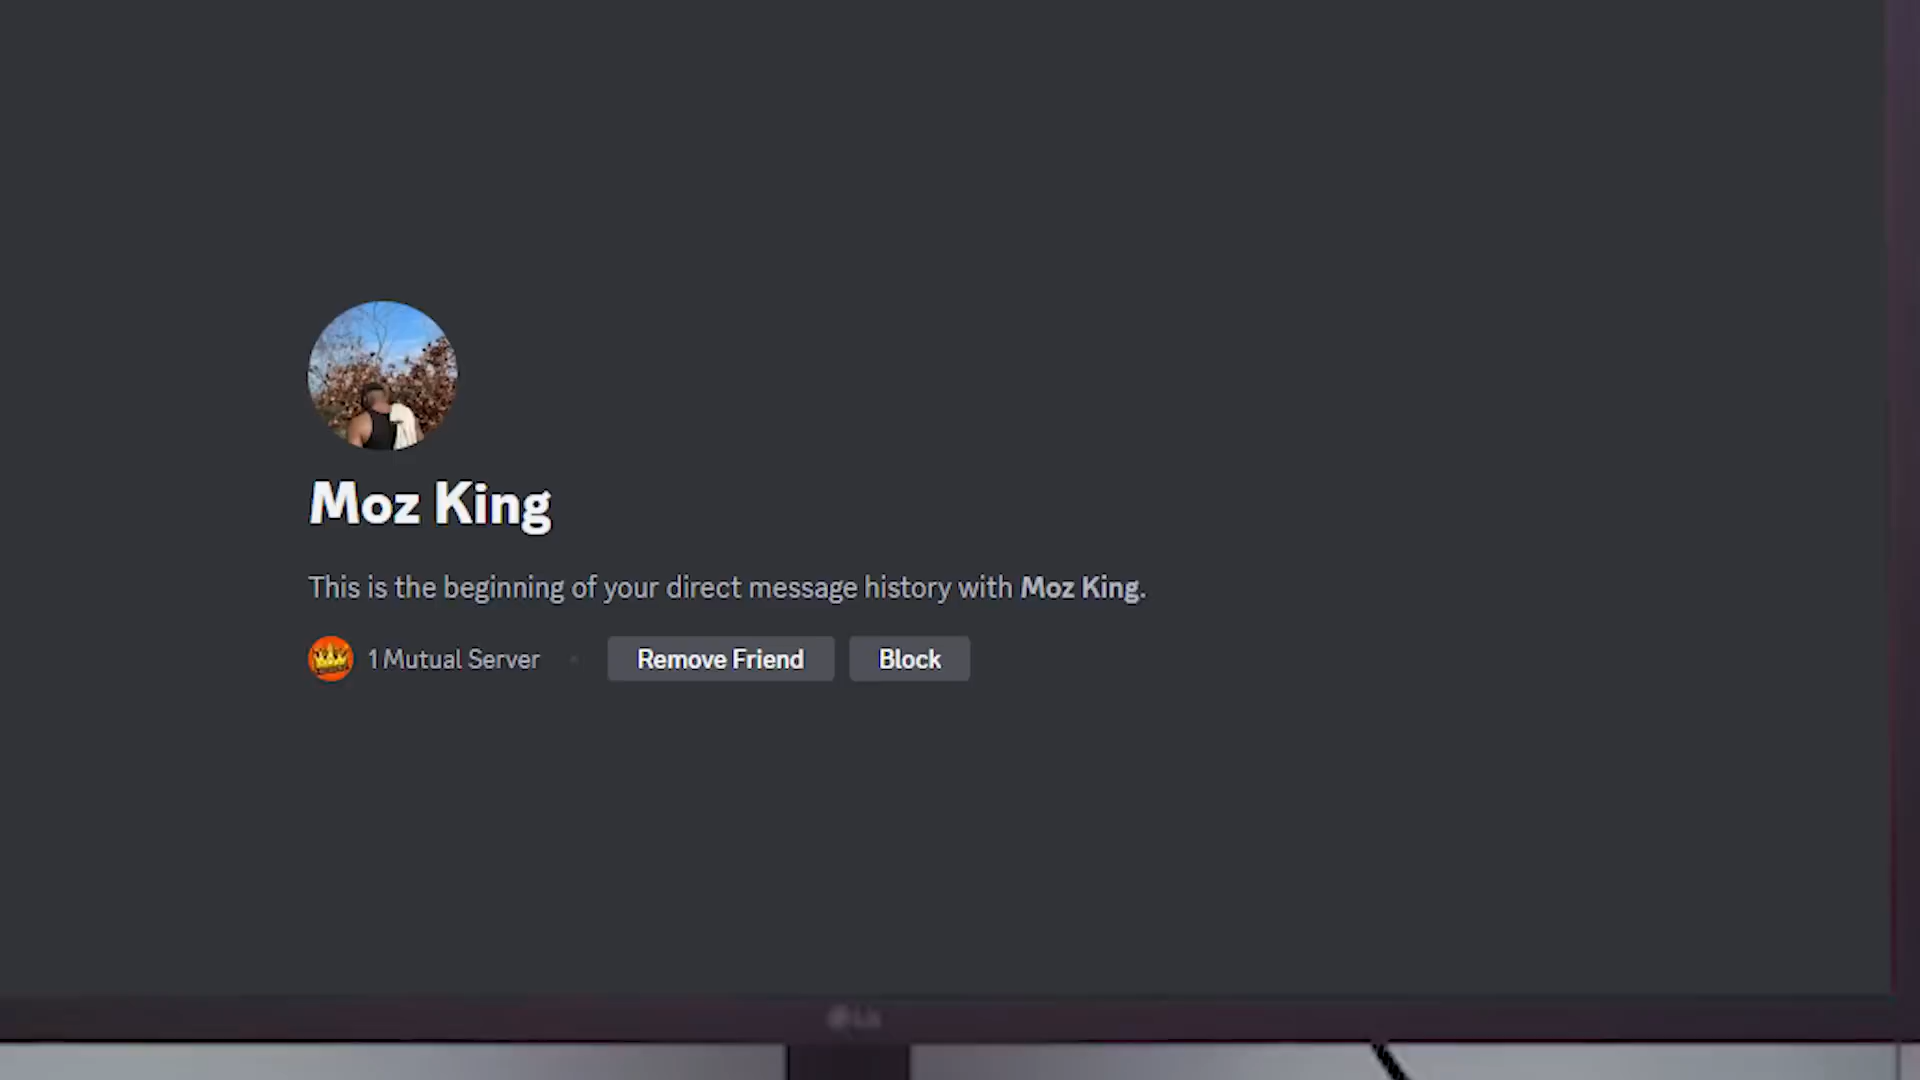 Moz King
This is the beginning of your direct message history with Moz King.
1 Mutual Server
Remove Friend
Block
LG